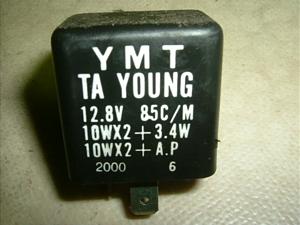 YMT
TA YOUNG
12.8V 85C/M
10WX2+3.4W
10WX2+A.P
2000 6